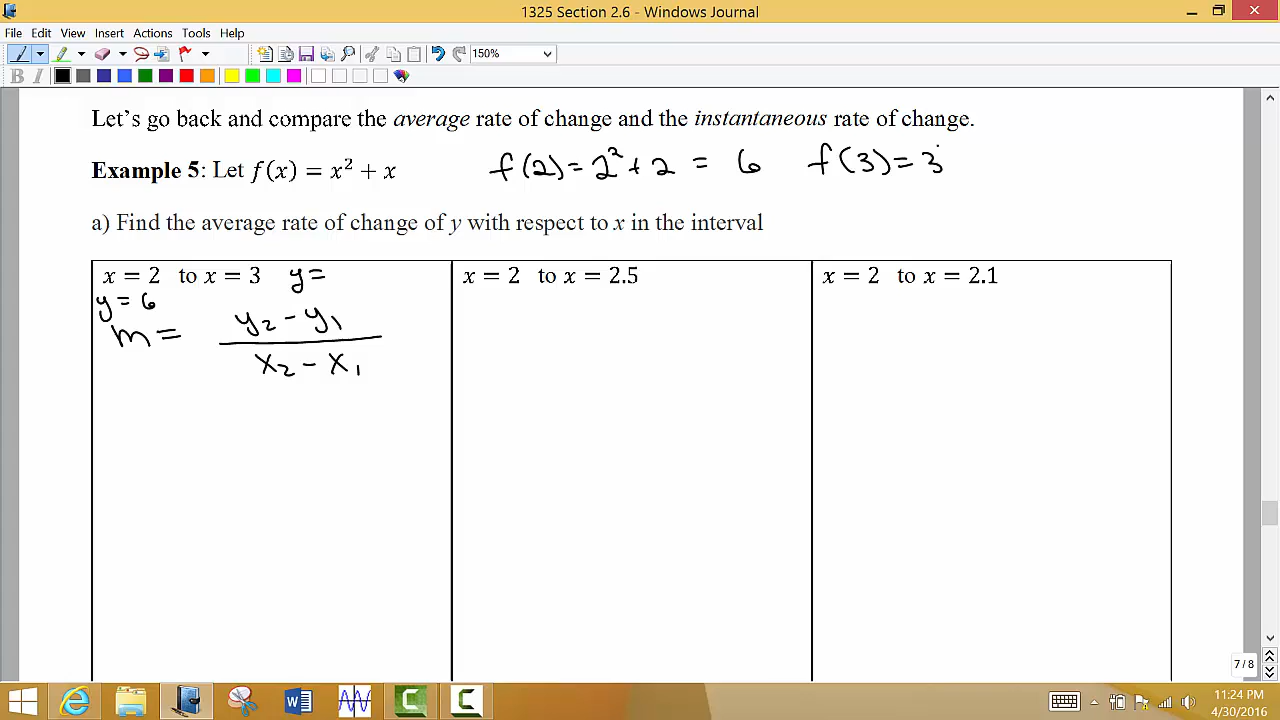 1325 Section 2.6 - Windows Journal
File Edit View Insert Actions Tools Help
150%
B I
Let's go back and compare the average rate of change and the instantaneous rate of change.
Example 5: Let f(x) = x² + x f(2) = 2² + 2 = 6 f(3) = 3
a) Find the average rate of change of y with respect to x in the interval
x = 2 to x = 3 y =
y = 6
m = y₂ - y₁
x₂ - x₁
x = 2 to x = 2.5
x = 2 to x = 2.1
7 / 8
11:24 PM
4/30/2016